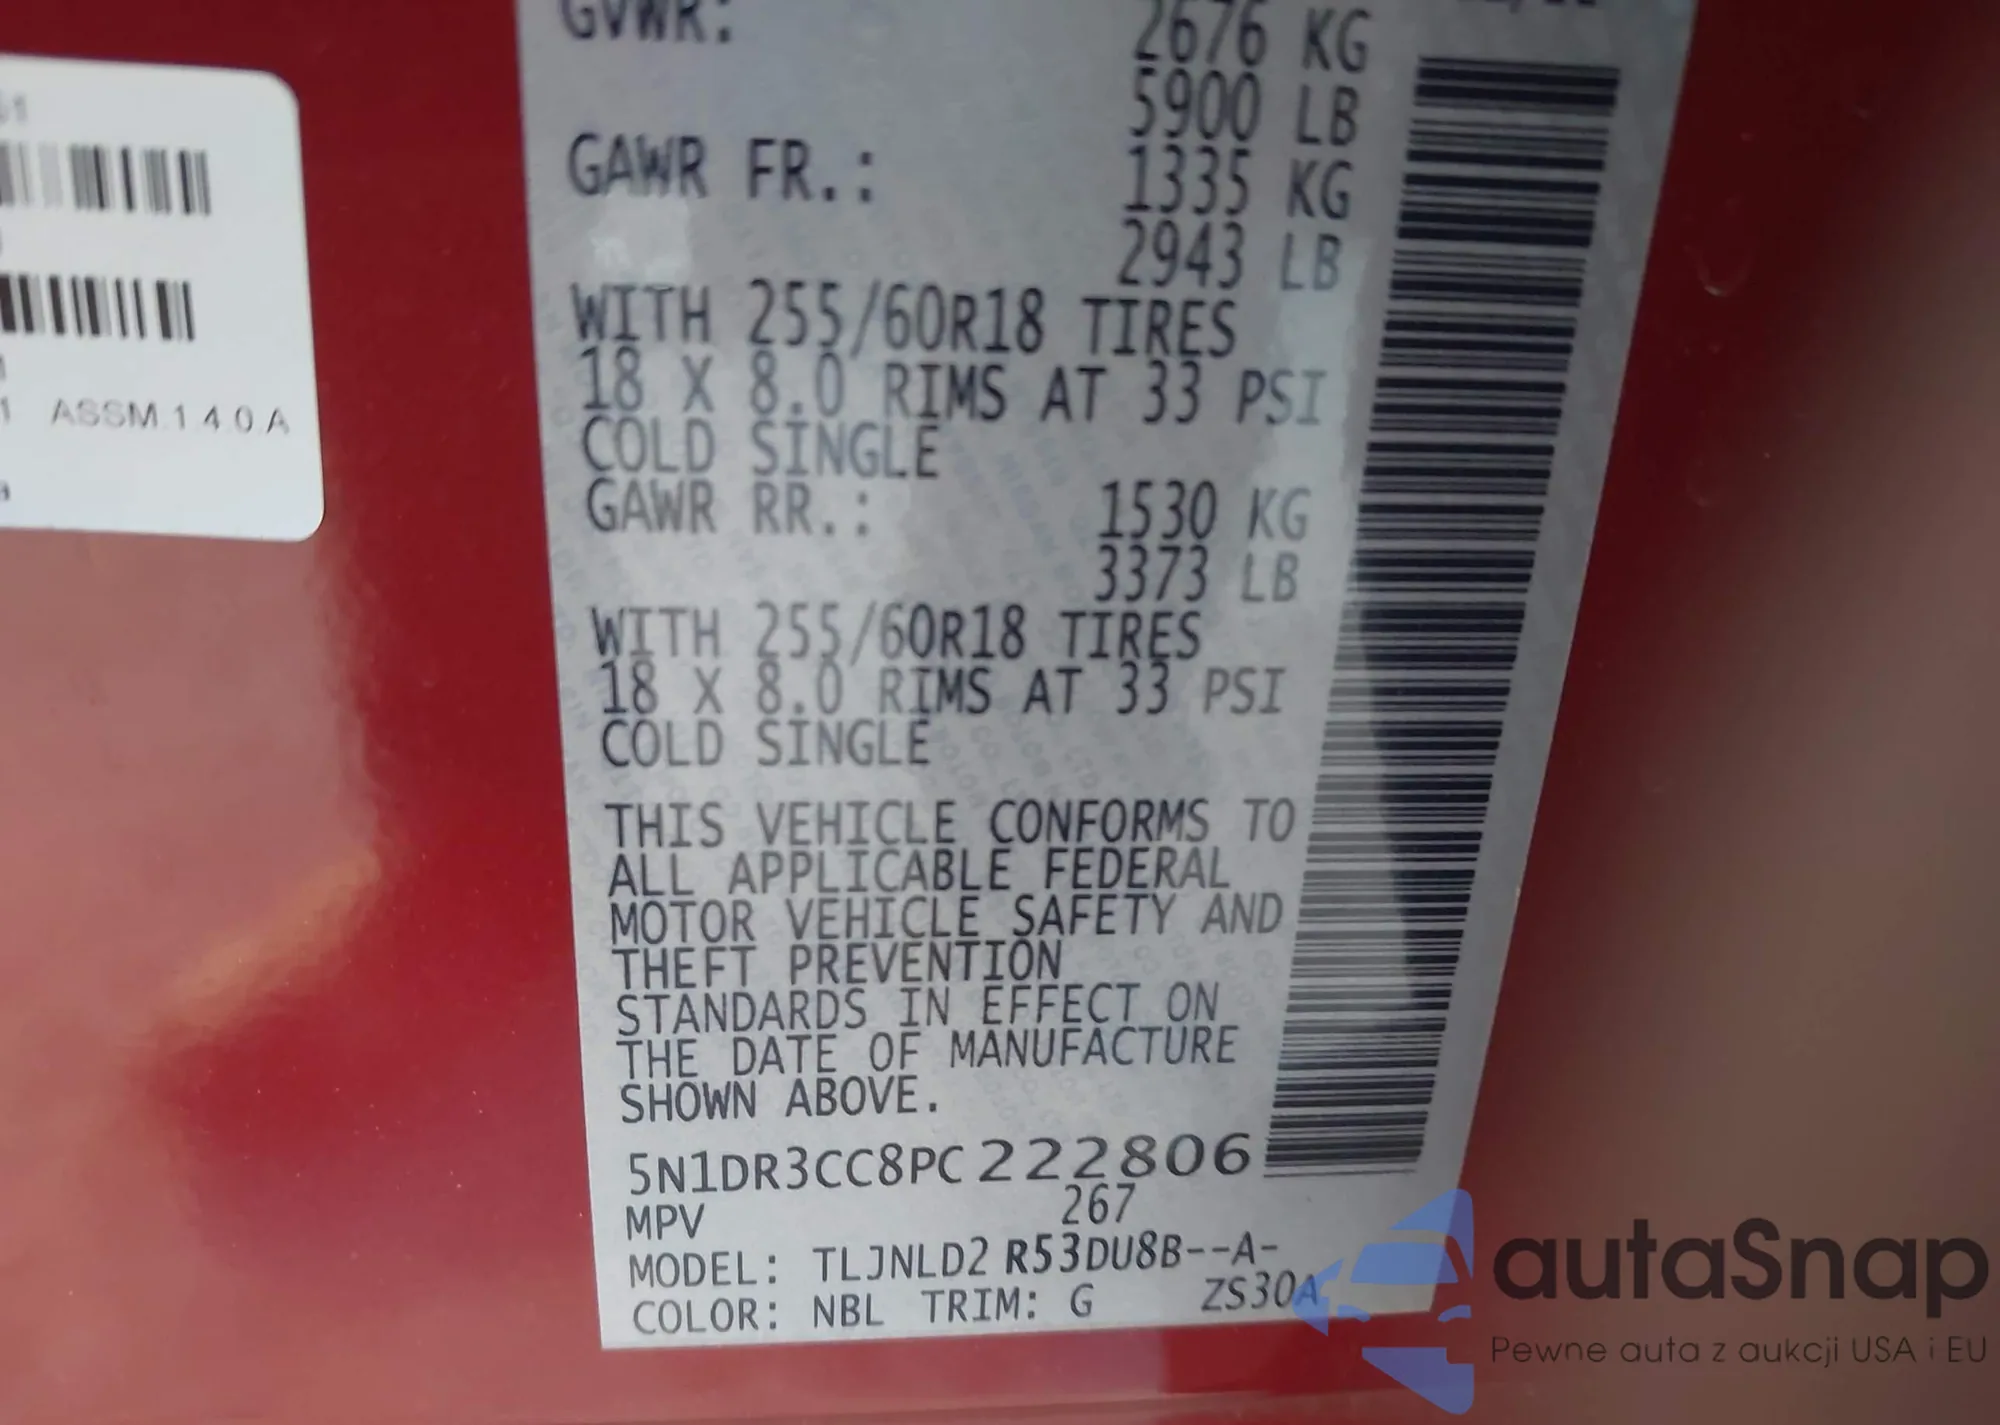 GVWR: 2676 KG
5900 LB
GAWR FR.: 1335 KG
2943 LB
WITH 255/60R18 TIRES
18 X 8.0 RIMS AT 33 PSI
COLD SINGLE
GAWR RR.: 1530 KG
3373 LB
WITH 255/60R18 TIRES
18 X 8.0 RIMS AT 33 PSI
COLD SINGLE
THIS VEHICLE CONFORMS TO
ALL APPLICABLE FEDERAL
MOTOR VEHICLE SAFETY AND
THEFT PREVENTION
STANDARDS IN EFFECT ON
THE DATE OF MANUFACTURE
SHOWN ABOVE.
5N1DR3CC8PC222806
MPV 267
MODEL: TLJNLD2 R53DU8B--A-
COLOR: NBL TRIM: G ZS30A
ASSM.1.4.0.A
autaSnap
Pewne auta z aukcji USA i EU